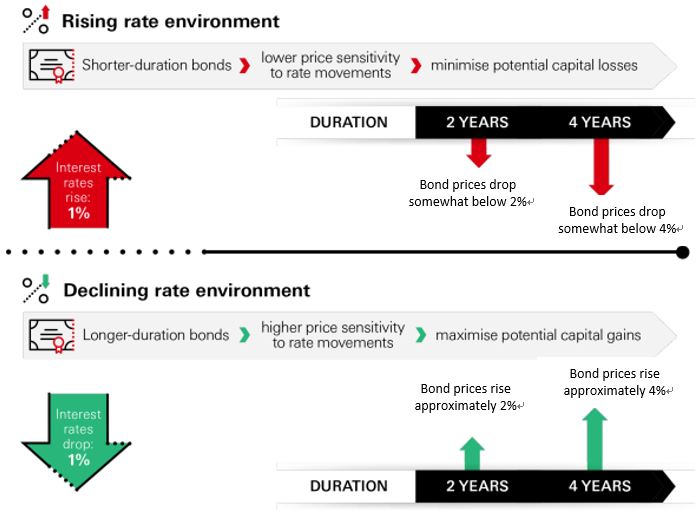 Rising rate environment
Shorter-duration bonds
lower price sensitivity
to rate movements
minimise potential capital losses
Interest
rates
rise:
1%
DURATION
2 YEARS
4 YEARS
Bond prices drop
somewhat below 2%↵
Bond prices drop
somewhat below 4%↵
Declining rate environment
Longer-duration bonds
higher price sensitivity
to rate movements
maximise potential capital gains
Interest
rates
drop:
1%
Bond prices rise
approximately 2%↵
Bond prices rise
approximately 4%↵
DURATION
2 YEARS
4 YEARS